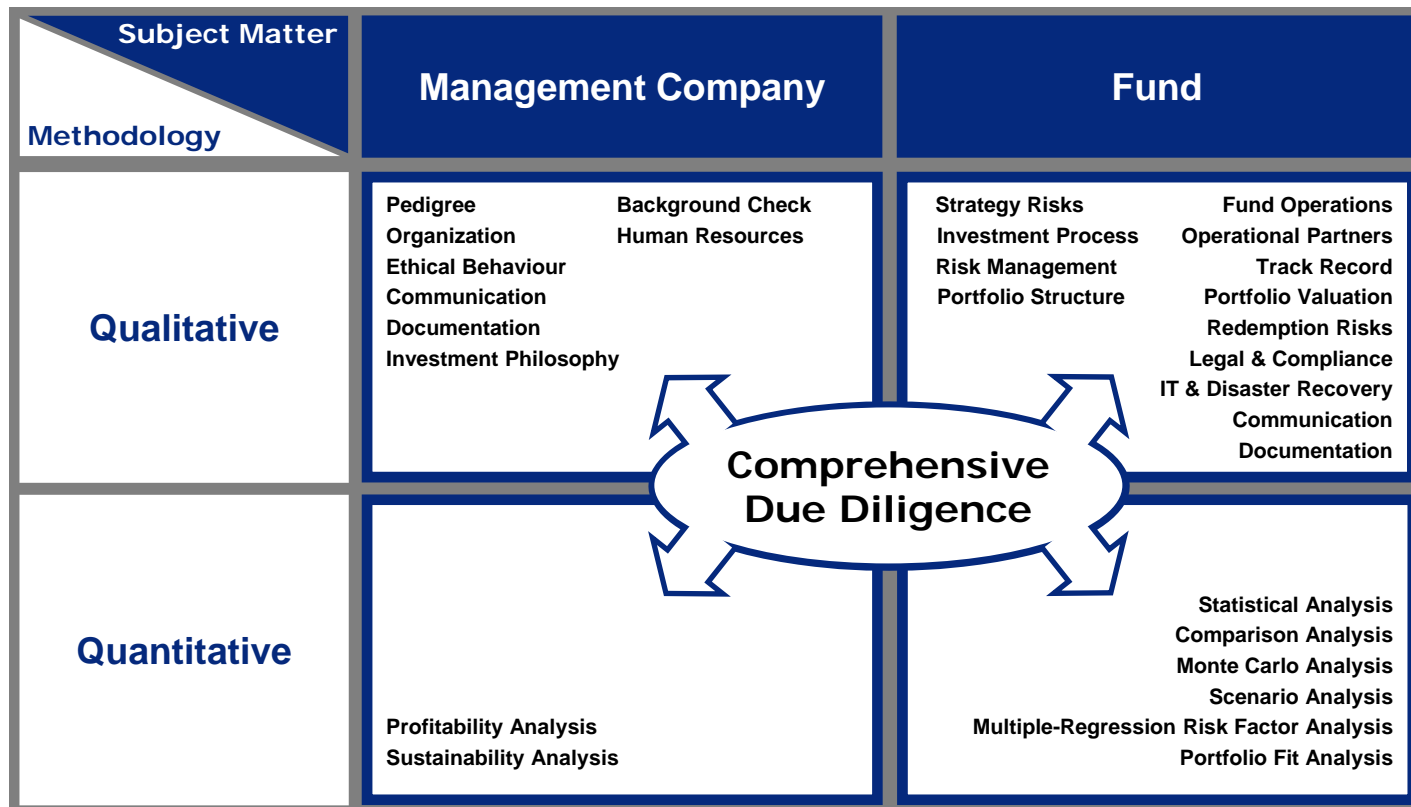 Subject Matter
Methodology
Management Company
Fund
Qualitative
Pedigree
Organization
Ethical Behaviour
Communication
Documentation
Investment Philosophy
Background Check
Human Resources
Strategy Risks
Investment Process
Risk Management
Portfolio Structure
Fund Operations
Operational Partners
Track Record
Portfolio Valuation
Redemption Risks
Legal & Compliance
IT & Disaster Recovery
Communication
Documentation
Comprehensive
Due Diligence
Quantitative
Profitability Analysis
Sustainability Analysis
Statistical Analysis
Comparison Analysis
Monte Carlo Analysis
Scenario Analysis
Multiple-Regression Risk Factor Analysis
Portfolio Fit Analysis